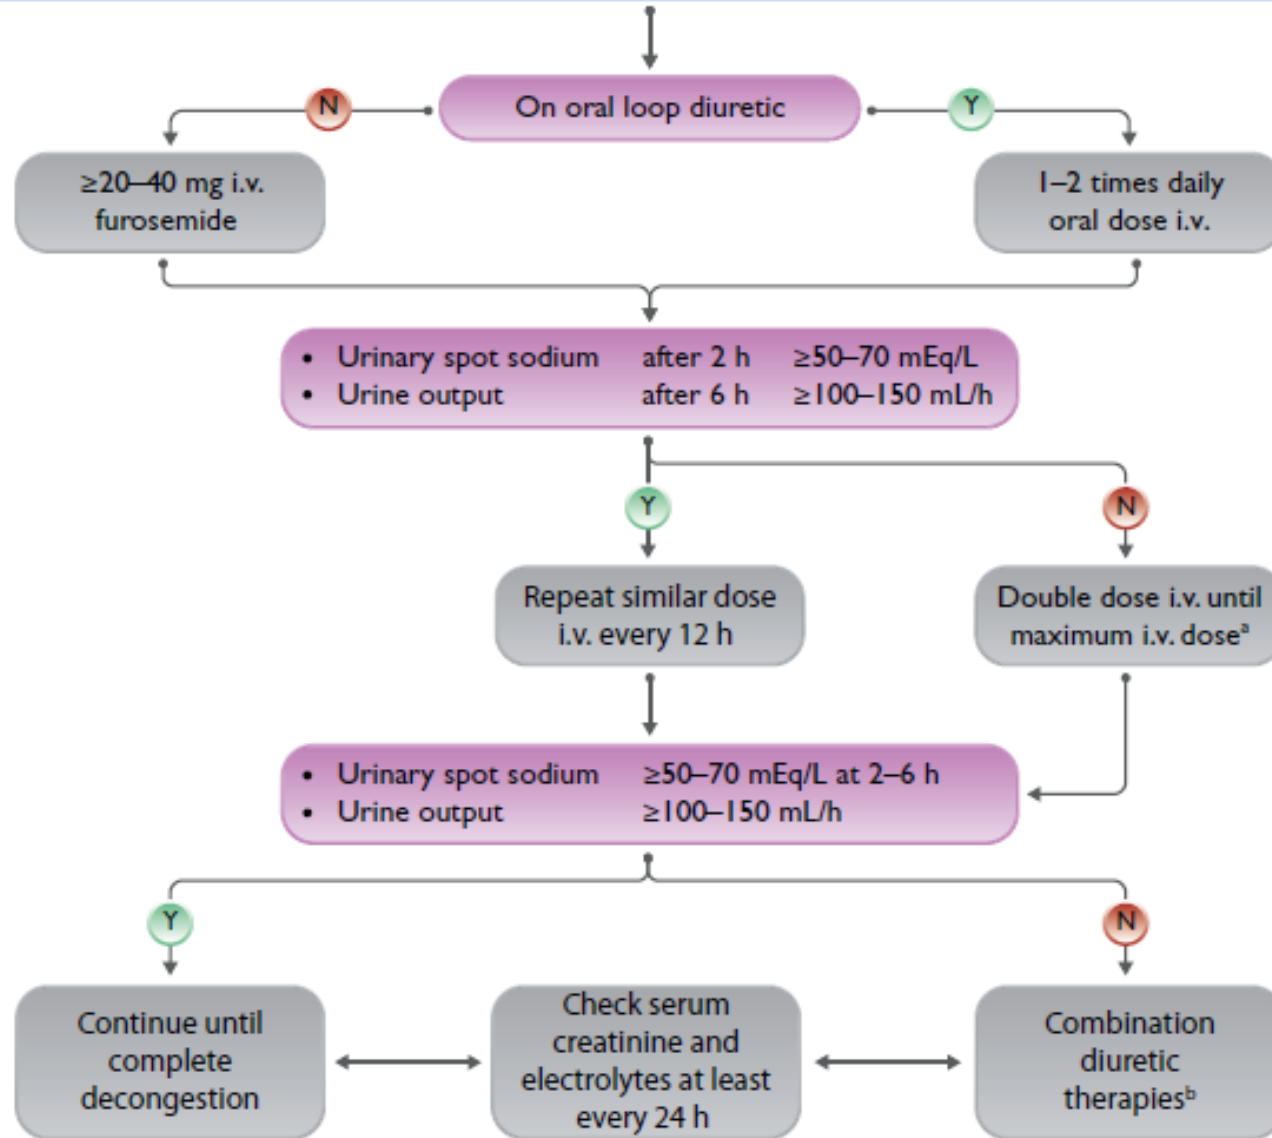 On oral loop diuretic
N
Y
≥20–40 mg i.v.
furosemide
1–2 times daily
oral dose i.v.
• Urinary spot sodium after 2 h ≥50–70 mEq/L
• Urine output after 6 h ≥100–150 mL/h
Y
N
Repeat similar dose
i.v. every 12 h
Double dose i.v. until
maximum i.v. doseᵃ
• Urinary spot sodium ≥50–70 mEq/L at 2–6 h
• Urine output ≥100–150 mL/h
Y
N
Continue until
complete
decongestion
Check serum
creatinine and
electrolytes at least
every 24 h
Combination
diuretic
therapiesᵇ